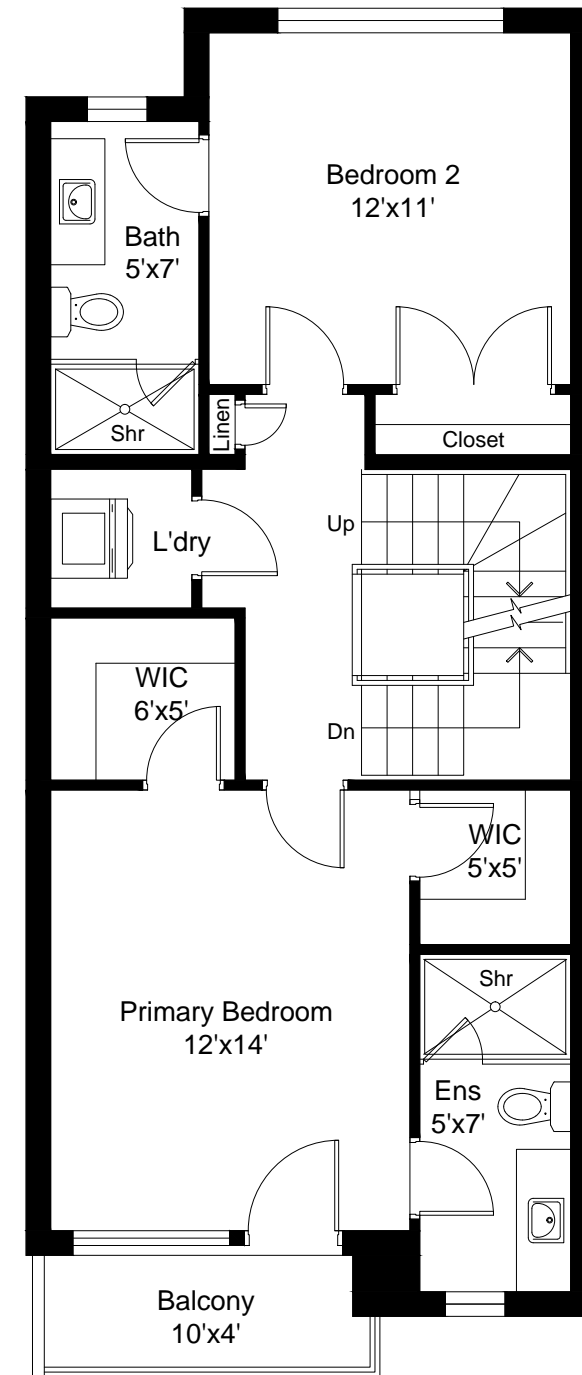 Bedroom 2
12'x11'
Bath
5'x7'
Linen
Shr
Closet
Up
L'dry
WIC
6'x5'
Dn
WIC
5'x5'
Shr
Primary Bedroom
12'x14'
Ens
5'x7'
Balcony
10'x4'